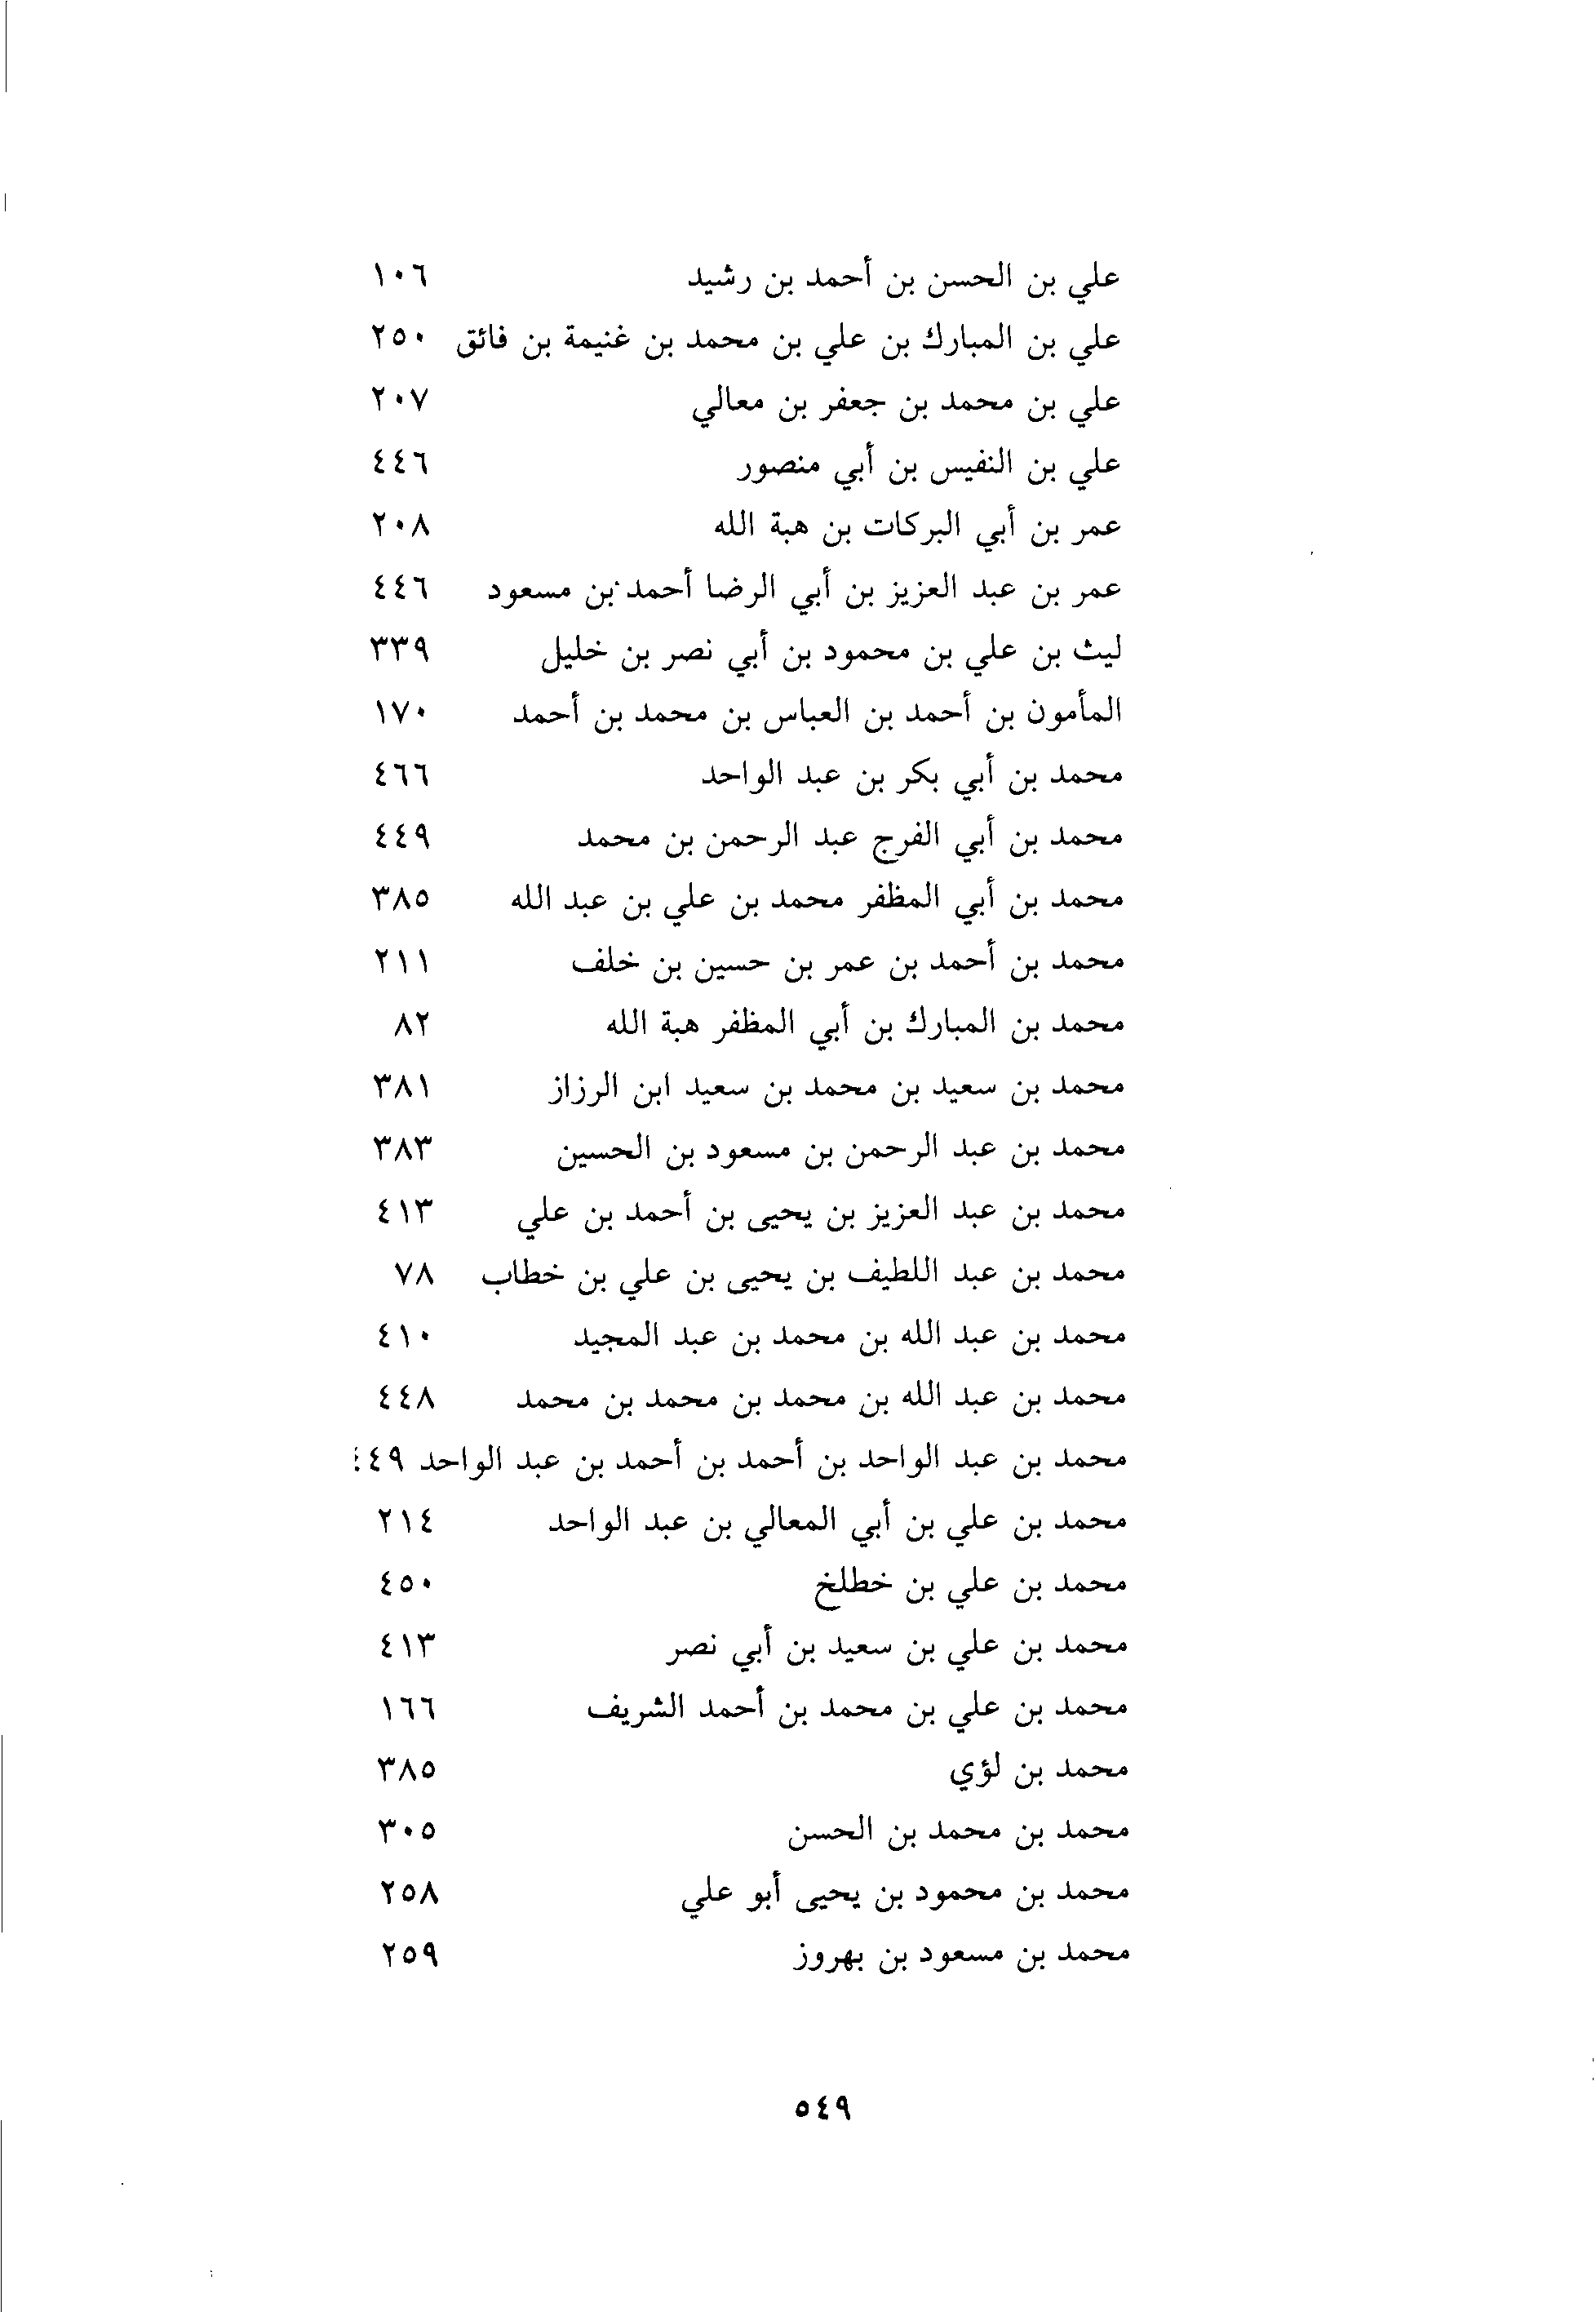 علي بن الحسن بن أحمد بن رشيد ١٠٦
علي بن المبارك بن علي بن محمد بن غنيمة بن فائق ٢٥٠
علي بن محمد بن جعفر بن معالي ٢٠٧
علي بن النفيس بن أبي منصور ٤٤٦
عمر بن أبي البركات بن هبة الله ٢٠٨
عمر بن عبد العزيز بن أبي الرضا أحمد بن مسعود ٤٤٦
ليث بن علي بن محمود بن أبي نصر بن خليل ٣٣٩
المأمون بن أحمد بن العباس بن محمد بن أحمد ١٧٠
محمد بن أبي بكر بن عبد الواحد ٤٦٦
محمد بن أبي الفرج عبد الرحمن بن محمد ٤٤٩
محمد بن أبي المظفر محمد بن علي بن عبد الله ٣٨٥
محمد بن أحمد بن عمر بن حسين بن خلف ٢١١
محمد بن المبارك بن أبي المظفر هبة الله ٨٢
محمد بن سعيد بن محمد بن سعيد ابن الرزاز ٣٨١
محمد بن عبد الرحمن بن مسعود بن الحسين ٣٨٣
محمد بن عبد العزيز بن يحيى بن أحمد بن علي ٤١٣
محمد بن عبد اللطيف بن يحيى بن علي بن خطاب ٧٨
محمد بن عبد الله بن محمد بن عبد المجيد ٤١٠
محمد بن عبد الله بن محمد بن محمد بن محمد ٤٤٨
محمد بن عبد الواحد بن أحمد بن أحمد بن عبد الواحد
محمد بن علي بن أبي المعالي بن عبد الواحد ٢١٤
محمد بن علي بن خطلخ ٤٥٠
محمد بن علي بن سعيد بن أبي نصر ٤١٣
محمد بن علي بن محمد بن أحمد الشريف ١٦٦
محمد بن لؤي ٣٨٥
محمد بن محمد بن الحسن ٣٠٥
محمد بن محمود بن يحيى أبو علي ٢٥٨
محمد بن مسعود بن بهروز ٢٥٩
٥٤٩